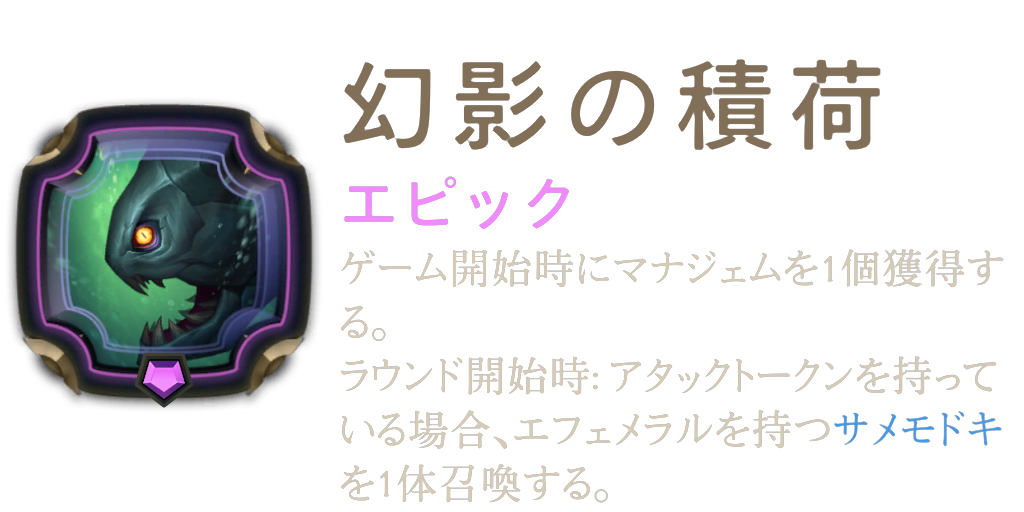 幻影の積荷
エピック
ゲーム開始時にマナジェムを1個獲得す
る。
ラウンド開始時: アタックトークンを持って
いる場合、エフェメラルを持つサメモドキ
を1体召喚する。